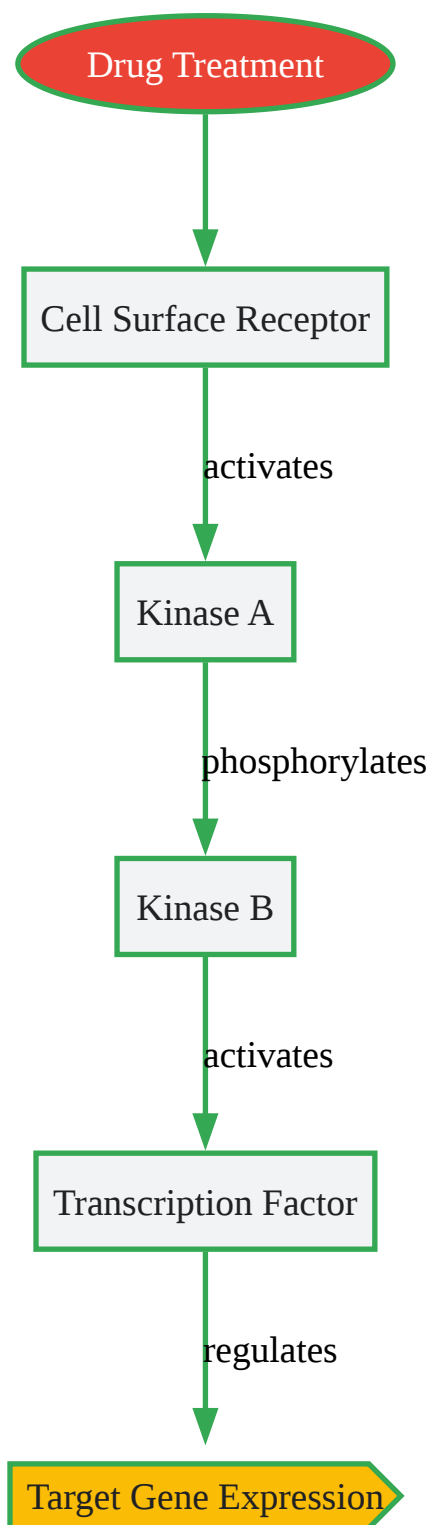 Drug Treatment
Cell Surface Receptor
activates
Kinase A
phosphorylates
Kinase B
activates
Transcription Factor
regulates
Target Gene Expression